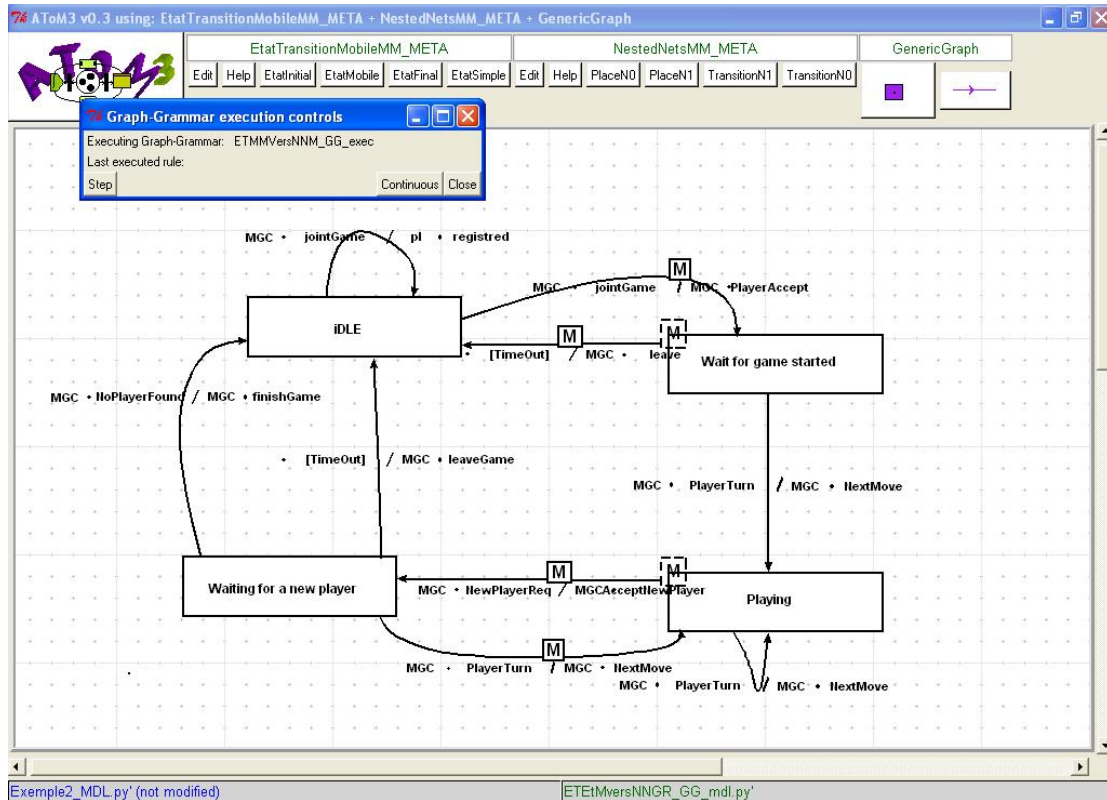 AToM3 v0.3 using: EtatTransitionMobileMM_META + NestedNetsMM_META + GenericGraph
EtatTransitionMobileMM_META NestedNetsMM_META GenericGraph
AToM3
Edit Help EtatInitial EtatMobile EtatFinal EtatSimple Edit Help PlaceN0 PlaceN1 TransitionN1 TransitionN0
Graph-Grammar execution controls
Executing Graph-Grammar: ETMMVersNNM_GG_exec
Last executed rule:
Step Continuous Close
MGC • jointGame / pl • registred
M
MGC • jointGame / MGC •PlayerAccept
iDLE
M
M
• [TimeOut] / MGC • leave
Wait for game started
MGC • NoPlayerFound / MGC • finishGame
• [TimeOut] / MGC • leaveGame
MGC • PlayerTurn / MGC • NextMove
M
M
Waiting for a new player
MGC • NewPlayerReq / MGCAcceptNewPlayer
Playing
M
MGC • PlayerTurn / MGC • NextMove
MGC • PlayerTurn / MGC • NextMove
Exemple2_MDL.py' (not modified) ETEtMversNNGR_GG_mdl.py'